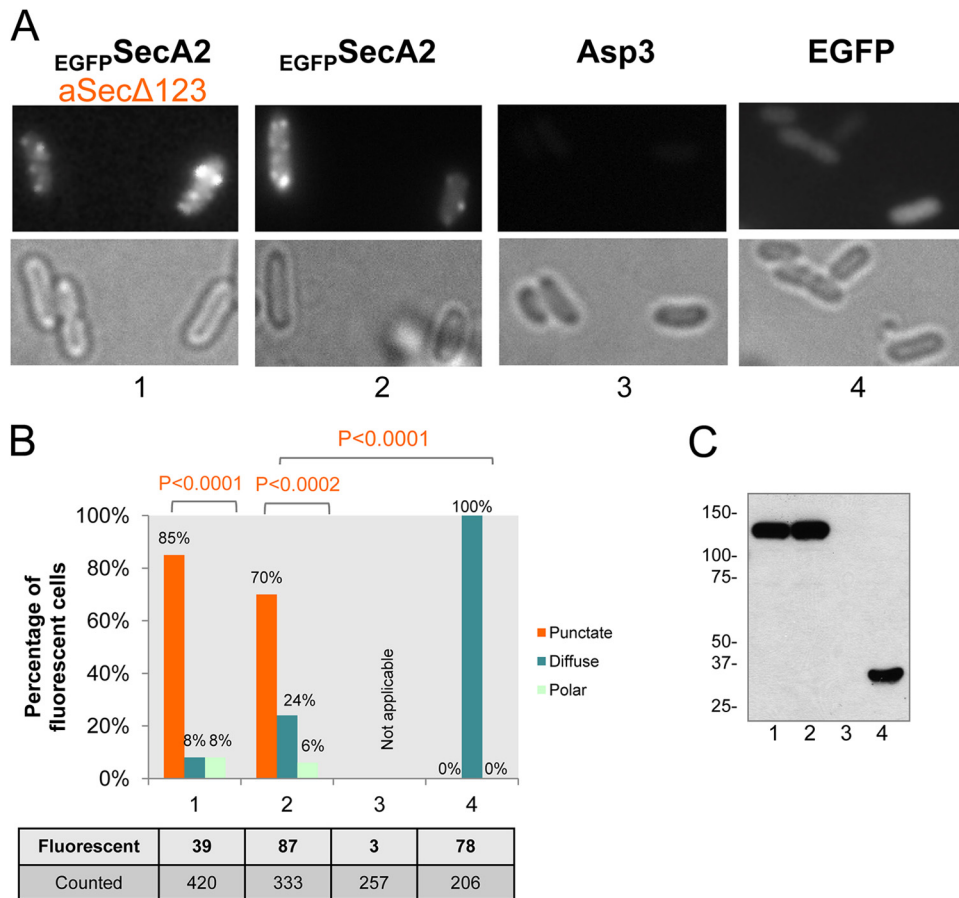 A
EGFPSecA2
aSecΔ123
EGFPSecA2
Asp3
EGFP
1
2
3
4
B
P<0.0001
P<0.0001
P<0.0002
Percentage of
fluorescent cells
100%
80%
60%
40%
20%
0%
85%
8%
8%
70%
24%
6%
Not applicable
0%
100%
0%
1
2
3
4
Punctate
Diffuse
Polar
Fluorescent 39 87 3 78
Counted 420 333 257 206
C
150-
100-
75-
50-
37-
25-
1 2 3 4